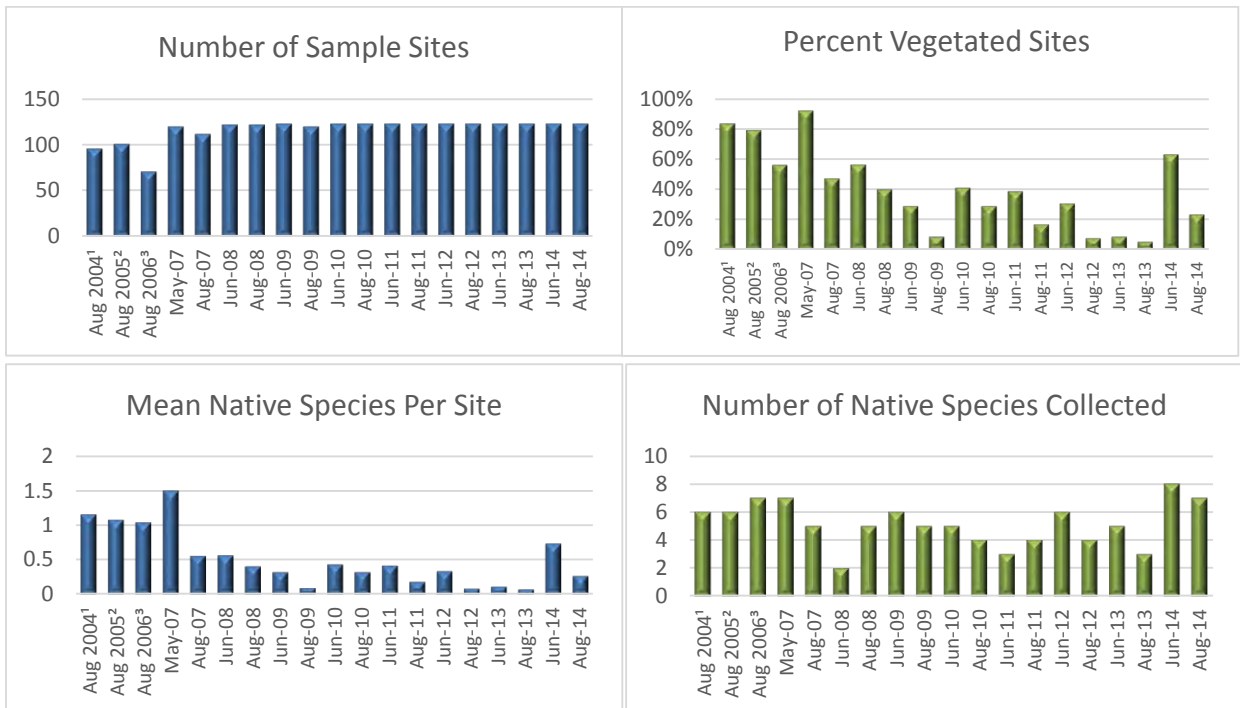 Number of Sample Sites
150
100
50
0
Aug 2004¹
Aug 2005²
Aug 2006³
May-07
Aug-07
Jun-08
Aug-08
Jun-09
Aug-09
Jun-10
Aug-10
Jun-11
Aug-11
Jun-12
Aug-12
Jun-13
Aug-13
Jun-14
Aug-14
Percent Vegetated Sites
100%
80%
60%
40%
20%
0%
Aug 2004¹
Aug 2005²
Aug 2006³
May-07
Aug-07
Jun-08
Aug-08
Jun-09
Aug-09
Jun-10
Aug-10
Jun-11
Aug-11
Jun-12
Aug-12
Jun-13
Aug-13
Jun-14
Aug-14
Mean Native Species Per Site
2
1.5
1
0.5
0
Aug 2004¹
Aug 2005²
Aug 2006³
May-07
Aug-07
Jun-08
Aug-08
Jun-09
Aug-09
Jun-10
Aug-10
Jun-11
Aug-11
Jun-12
Aug-12
Jun-13
Aug-13
Jun-14
Aug-14
Number of Native Species Collected
10
8
6
4
2
0
Aug 2004¹
Aug 2005²
Aug 2006³
May-07
Aug-07
Jun-08
Aug-08
Jun-09
Aug-09
Jun-10
Aug-10
Jun-11
Aug-11
Jun-12
Aug-12
Jun-13
Aug-13
Jun-14
Aug-14